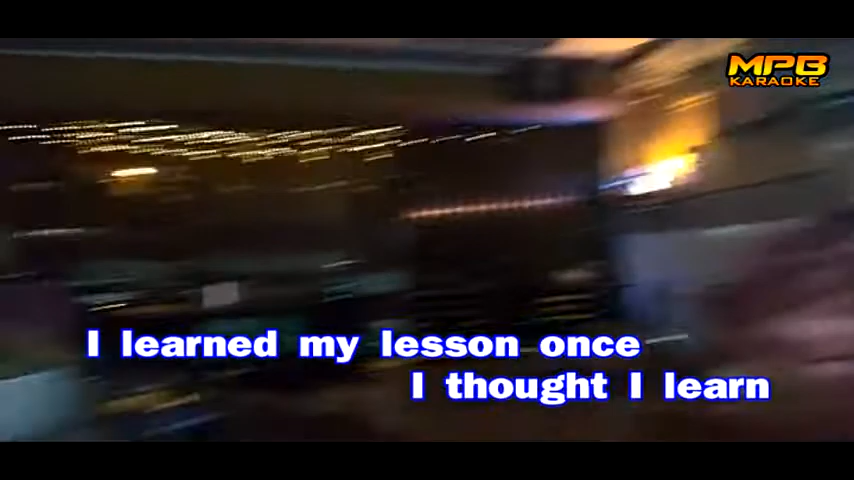 MPB
KARAOKE
I learned my lesson once
I thought I learn